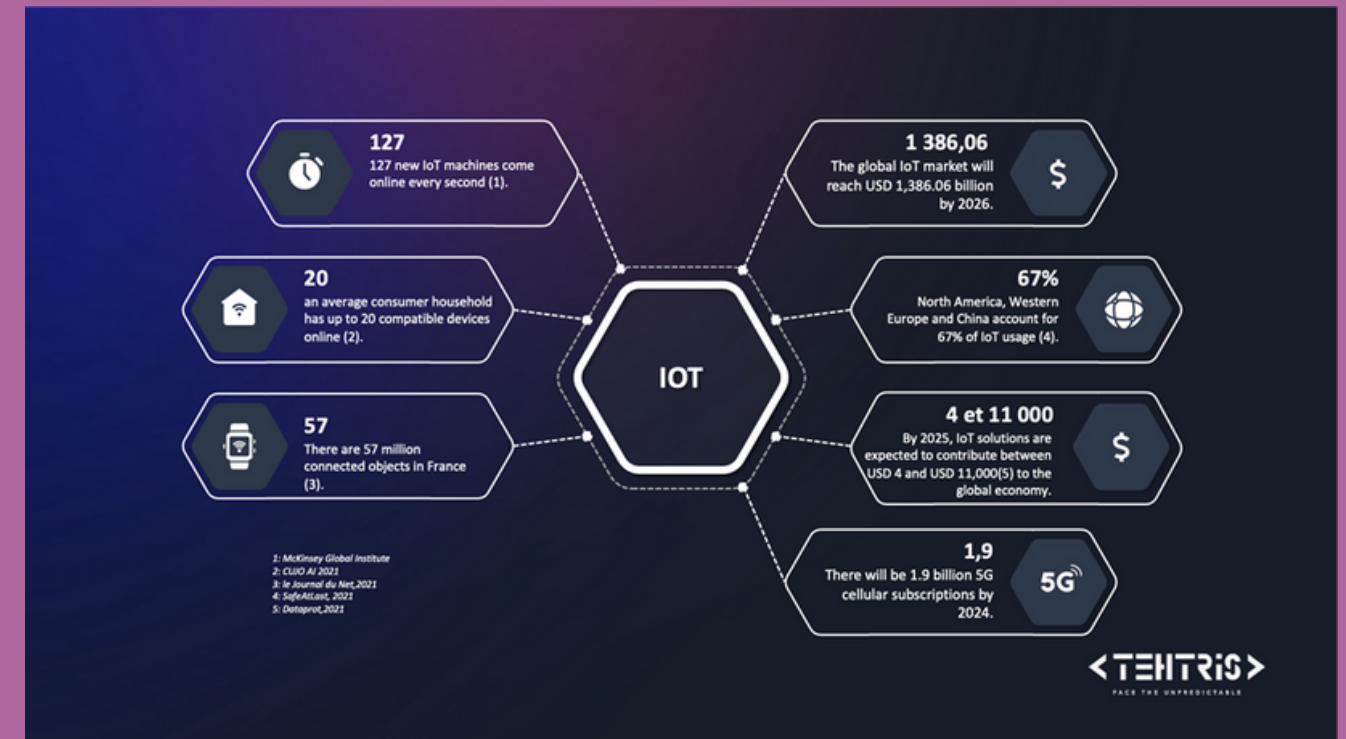 127
127 new IoT machines come
online every second (1).
20
an average consumer household
has up to 20 compatible devices
online (2).
57
There are 57 million
connected objects in France
(3).
IOT
1 386,06
The global IoT market will
reach USD 1,386.06 billion
by 2026.
$
67%
North America, Western
Europe and China account for
67% of IoT usage (4).
4 et 11 000
By 2025, IoT solutions are
expected to contribute between
USD 4 and USD 11,000(5) to the
global economy.
$
1,9
There will be 1.9 billion 5G
cellular subscriptions by
2024.
5G
1: McKinsey Global Institute
2: CUJO AI 2021
3: le Journal du Net,2021
4: SafeAtLast, 2021
5: Dataprot,2021
<TEHTRIS>
FACE THE UNPREDICTABLE